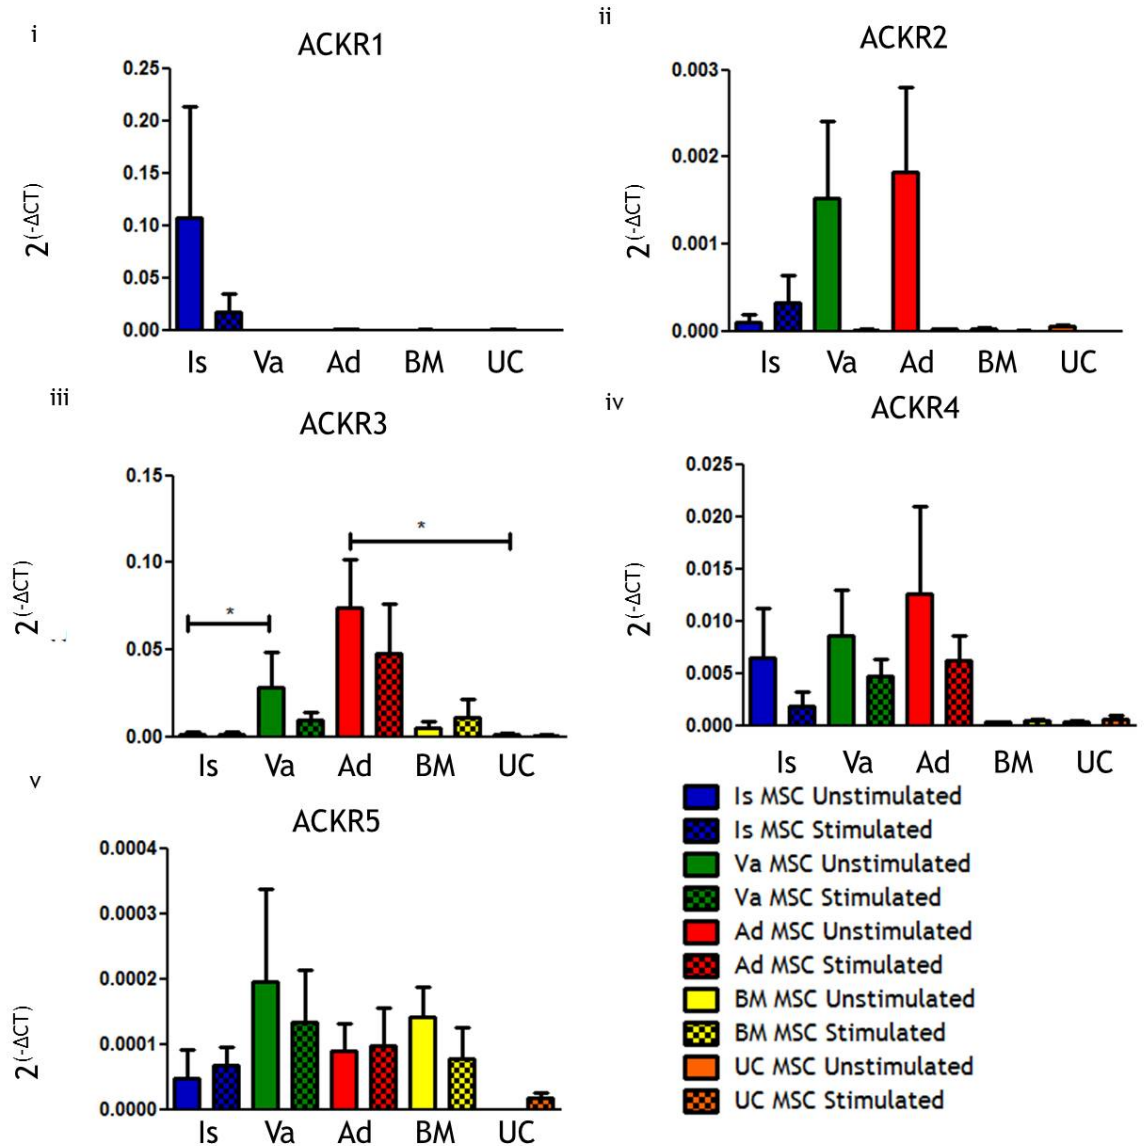 i
ACKR1
0.25
0.20
0.15
0.10
0.05
0.00
2(-ΔCT)
Is Va Ad BM UC
ii
ACKR2
0.003
0.002
0.001
0.000
2(-ΔCT)
Is Va Ad BM UC
iii
ACKR3
0.15
0.10
0.05
0.00
2(-ΔCT)
*
*
Is Va Ad BM UC
iv
ACKR4
0.025
0.020
0.015
0.010
0.005
0.000
2(-ΔCT)
Is Va Ad BM UC
v
ACKR5
0.0004
0.0003
0.0002
0.0001
0.0000
2(-ΔCT)
Is Va Ad BM UC
Is MSC Unstimulated
Is MSC Stimulated
Va MSC Unstimulated
Va MSC Stimulated
Ad MSC Unstimulated
Ad MSC Stimulated
BM MSC Unstimulated
BM MSC Stimulated
UC MSC Unstimulated
UC MSC Stimulated